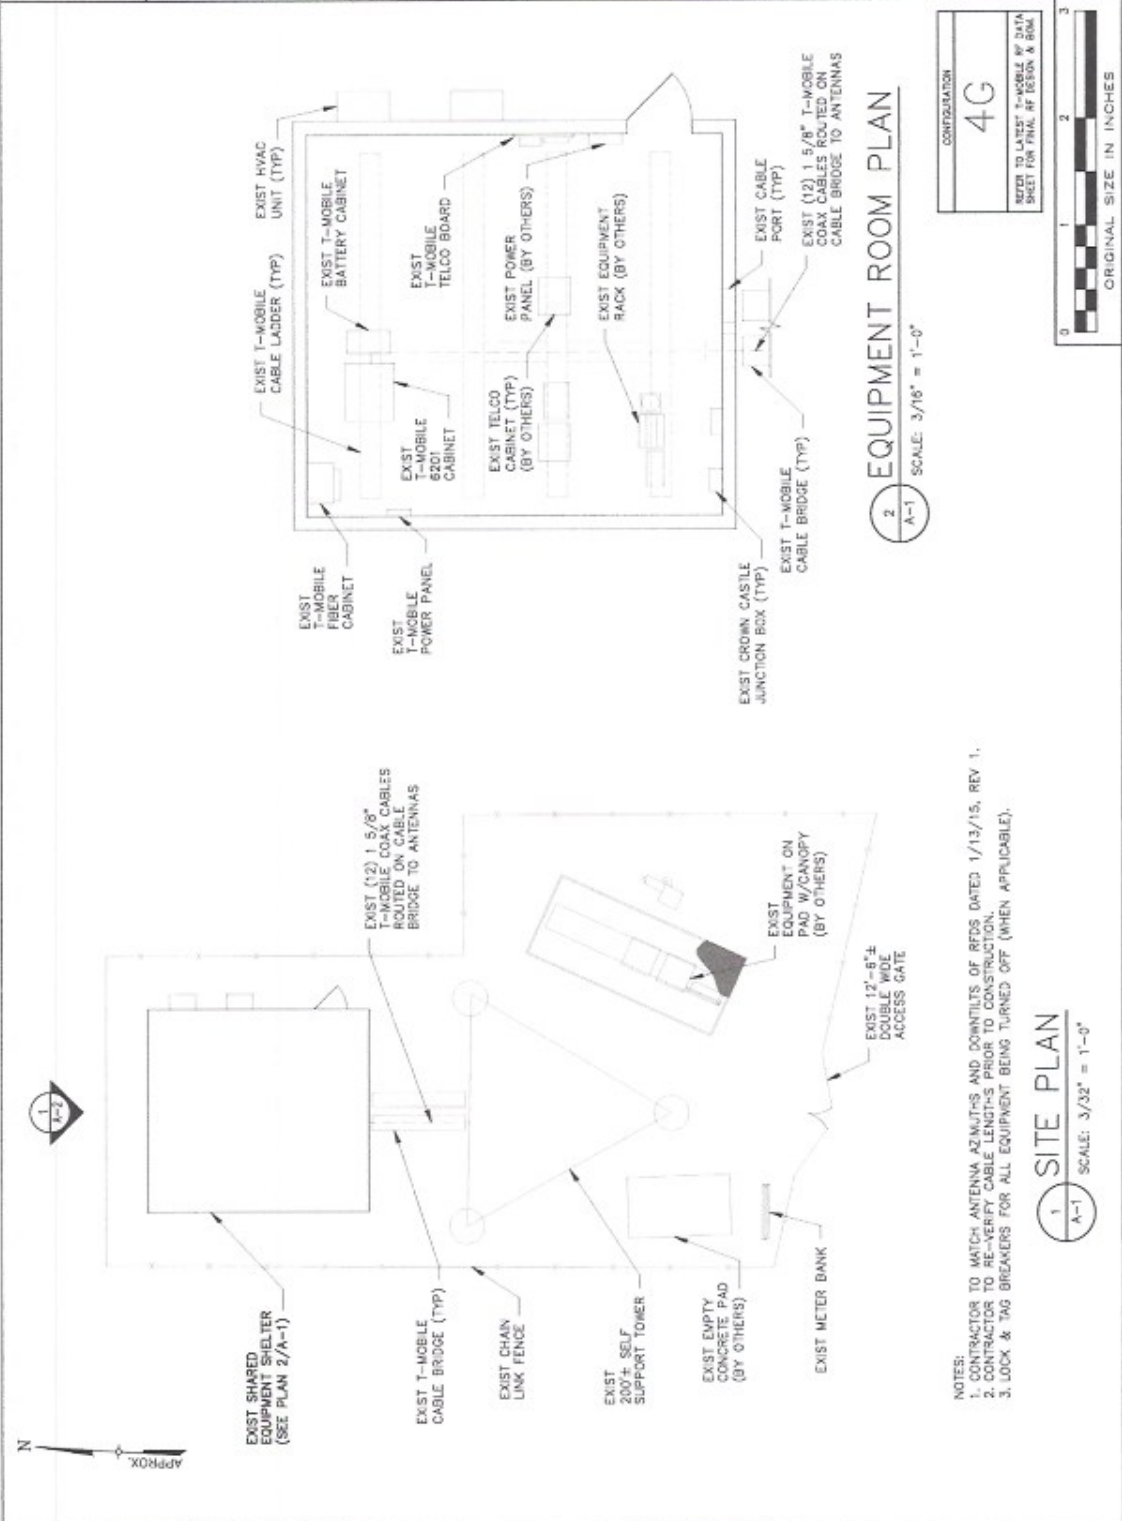 N
APPROX.
1
A-2
EXIST SHARED
EQUIPMENT SHELTER
(SEE PLAN 2/A-1)
EXIST T-MOBILE
CABLE BRIDGE (TYP)
EXIST CHAIN
LINK FENCE
EXIST
200'± SELF
SUPPORT TOWER
EXIST EMPTY
CONCRETE PAD
(BY OTHERS)
EXIST METER BANK
EXIST (12) 1 5/8"
T-MOBILE COAX CABLES
ROUTED ON CABLE
BRIDGE TO ANTENNAS
EXIST
EQUIPMENT ON
PAD W/CANOPY
(BY OTHERS)
EXIST 12'-6"±
DOUBLE WIDE
ACCESS GATE
NOTES:
1. CONTRACTOR TO MATCH ANTENNA AZIMUTHS AND DOWNTILTS OF RFDS DATED 1/13/15, REV 1.
2. CONTRACTOR TO RE-VERIFY CABLE LENGTHS PRIOR TO CONSTRUCTION.
3. LOCK & TAG BREAKERS FOR ALL EQUIPMENT BEING TURNED OFF (WHEN APPLICABLE).
1
A-1
SITE PLAN
SCALE: 3/32" = 1'-0"
EXIST T-MOBILE
CABLE LADDER (TYP)
EXIST HVAC
UNIT (TYP)
EXIST T-MOBILE
BATTERY CABINET
EXIST
T-MOBILE
FIBER
CABINET
EXIST
T-MOBILE
POWER PANEL
EXIST
T-MOBILE
6201
CABINET
EXIST
T-MOBILE
TELCO BOARD
EXIST TELCO
CABINET (TYP)
(BY OTHERS)
EXIST POWER
PANEL (BY OTHERS)
EXIST EQUIPMENT
RACK (BY OTHERS)
EXIST CROWN CASTLE
JUNCTION BOX (TYP)
EXIST T-MOBILE
CABLE BRIDGE (TYP)
EXIST CABLE
PORT (TYP)
EXIST (12) 1 5/8" T-MOBILE
COAX CABLES ROUTED ON
CABLE BRIDGE TO ANTENNAS
2
A-1
EQUIPMENT ROOM PLAN
SCALE: 3/16" = 1'-0"
CONFIGURATION
4G
REFER TO LATEST T-MOBILE RF DATA
SHEET FOR FINAL RF DESIGN & BOM.
0 1 2 3
ORIGINAL SIZE IN INCHES